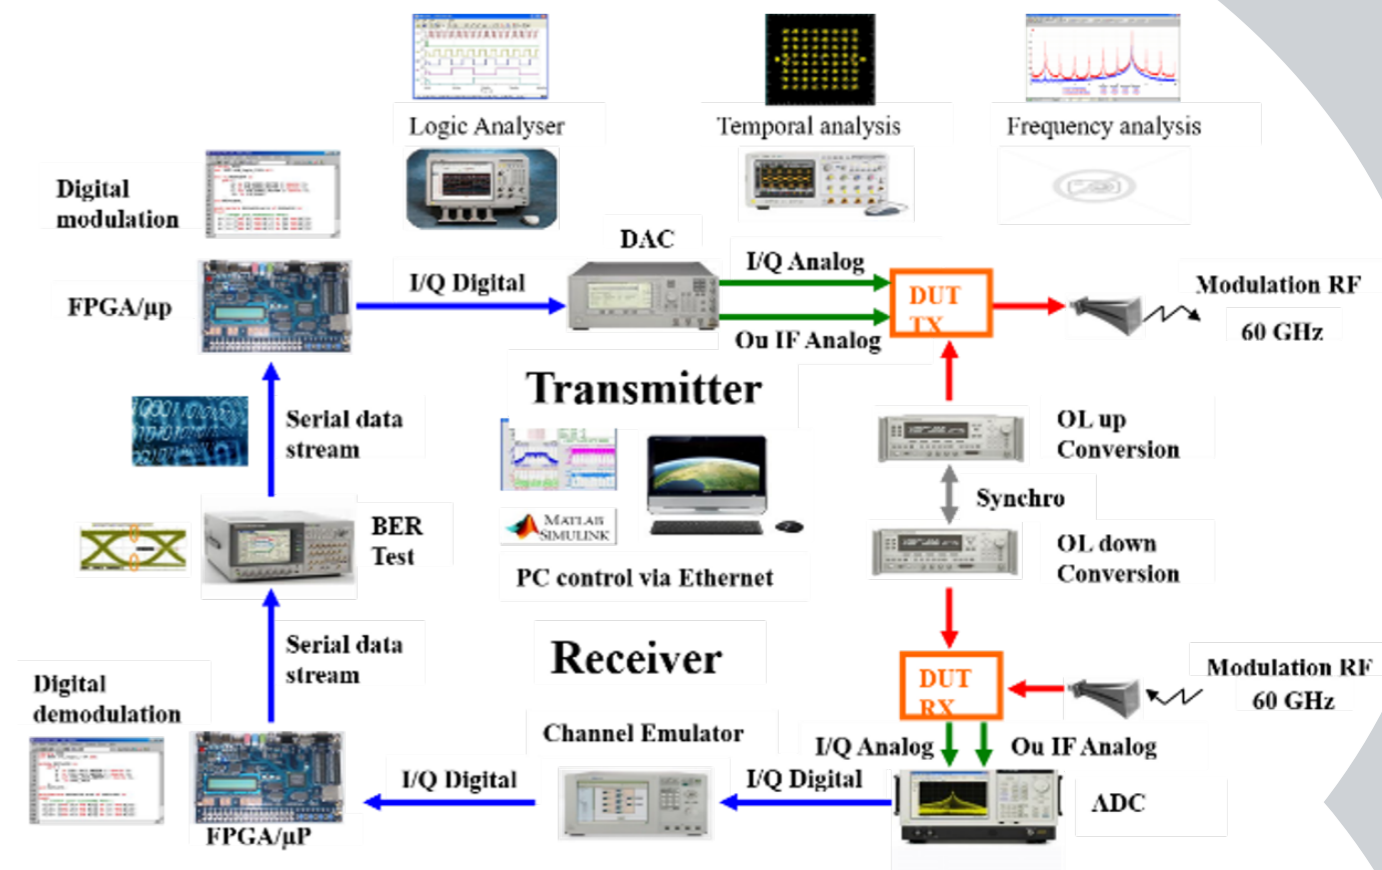 Logic Analyser
Temporal analysis
Frequency analysis
Digital
modulation
DAC
I/Q Analog
I/Q Digital
FPGA/µp
DUT
TX
Modulation RF
60 GHz
Ou IF Analog
Transmitter
Serial data
stream
OL up
Conversion
Synchro
MATLAB
SIMULINK
BER
Test
OL down
Conversion
PC control via Ethernet
Serial data
stream
Receiver
Modulation RF
60 GHz
DUT
RX
Digital
demodulation
Channel Emulator
I/Q Analog
Ou IF Analog
I/Q Digital
I/Q Digital
ADC
FPGA/µP